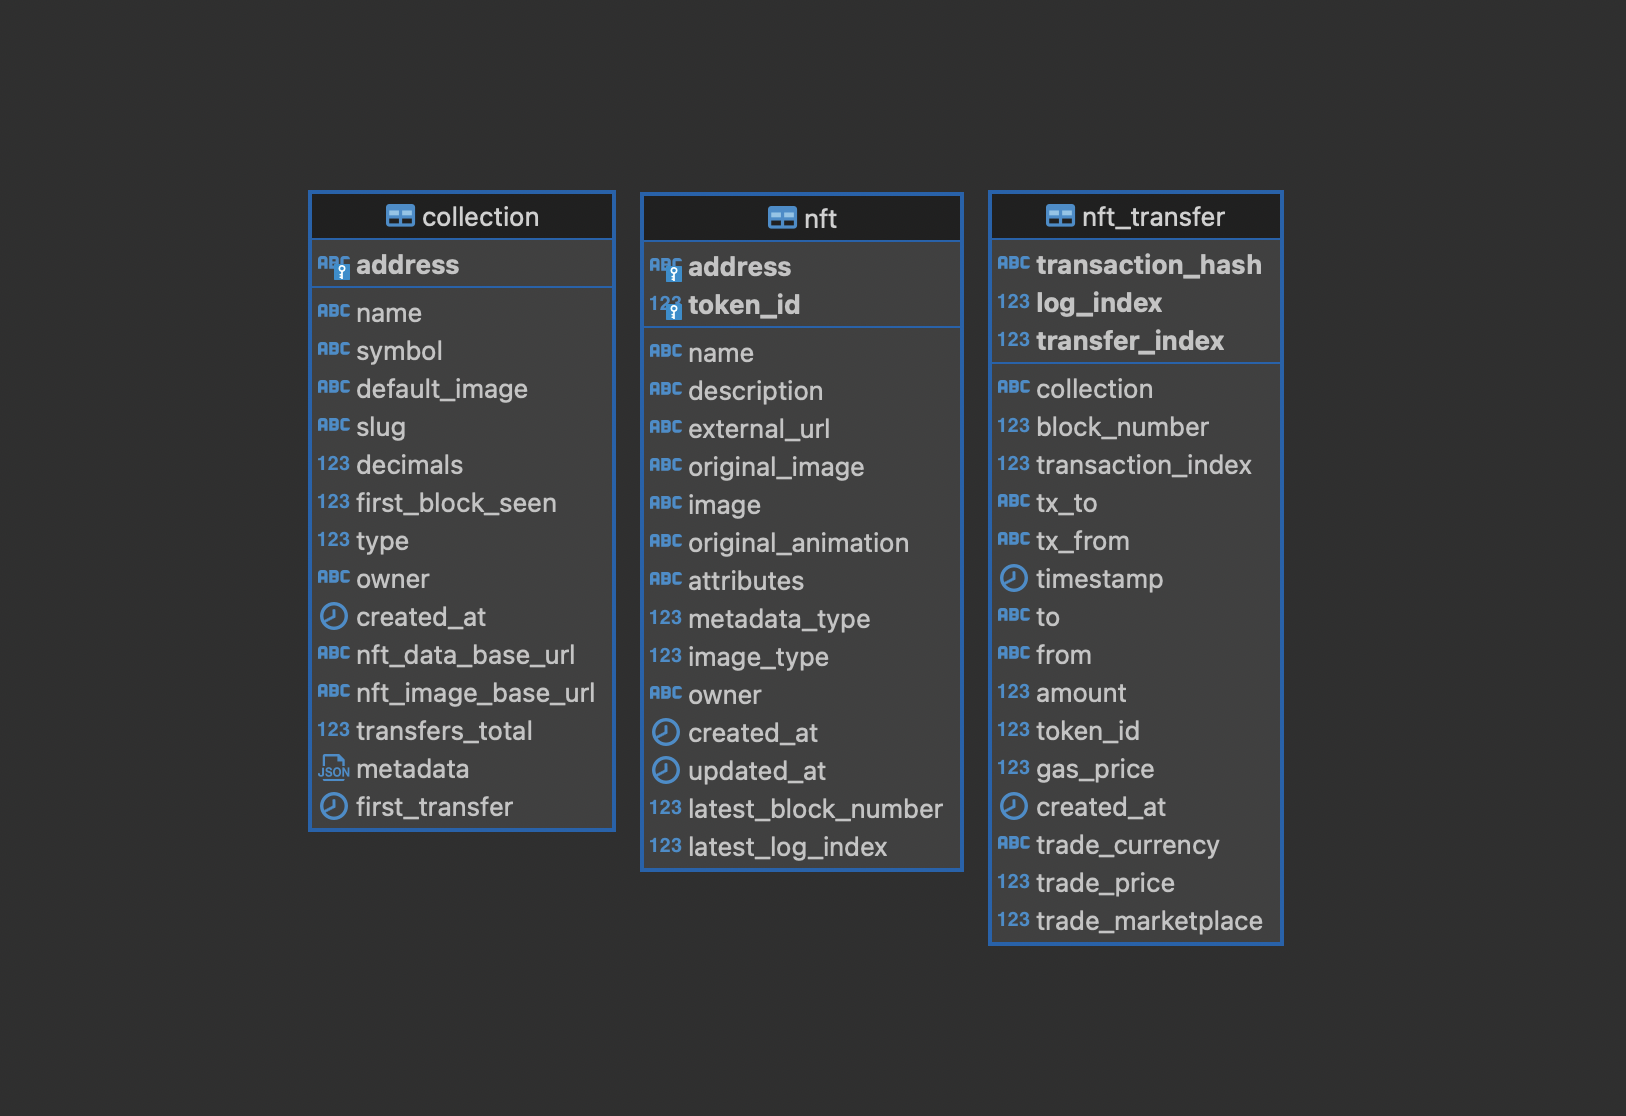 collection
ABC address
ABC name
ABC symbol
ABC default_image
ABC slug
123 decimals
123 first_block_seen
123 type
ABC owner
created_at
ABC nft_data_base_url
ABC nft_image_base_url
123 transfers_total
JSON metadata
first_transfer
nft
ABC address
123 token_id
ABC name
ABC description
ABC external_url
ABC original_image
ABC image
ABC original_animation
ABC attributes
123 metadata_type
123 image_type
ABC owner
created_at
updated_at
123 latest_block_number
123 latest_log_index
nft_transfer
ABC transaction_hash
123 log_index
123 transfer_index
ABC collection
123 block_number
123 transaction_index
ABC tx_to
ABC tx_from
timestamp
ABC to
ABC from
123 amount
123 token_id
123 gas_price
created_at
ABC trade_currency
123 trade_price
123 trade_marketplace